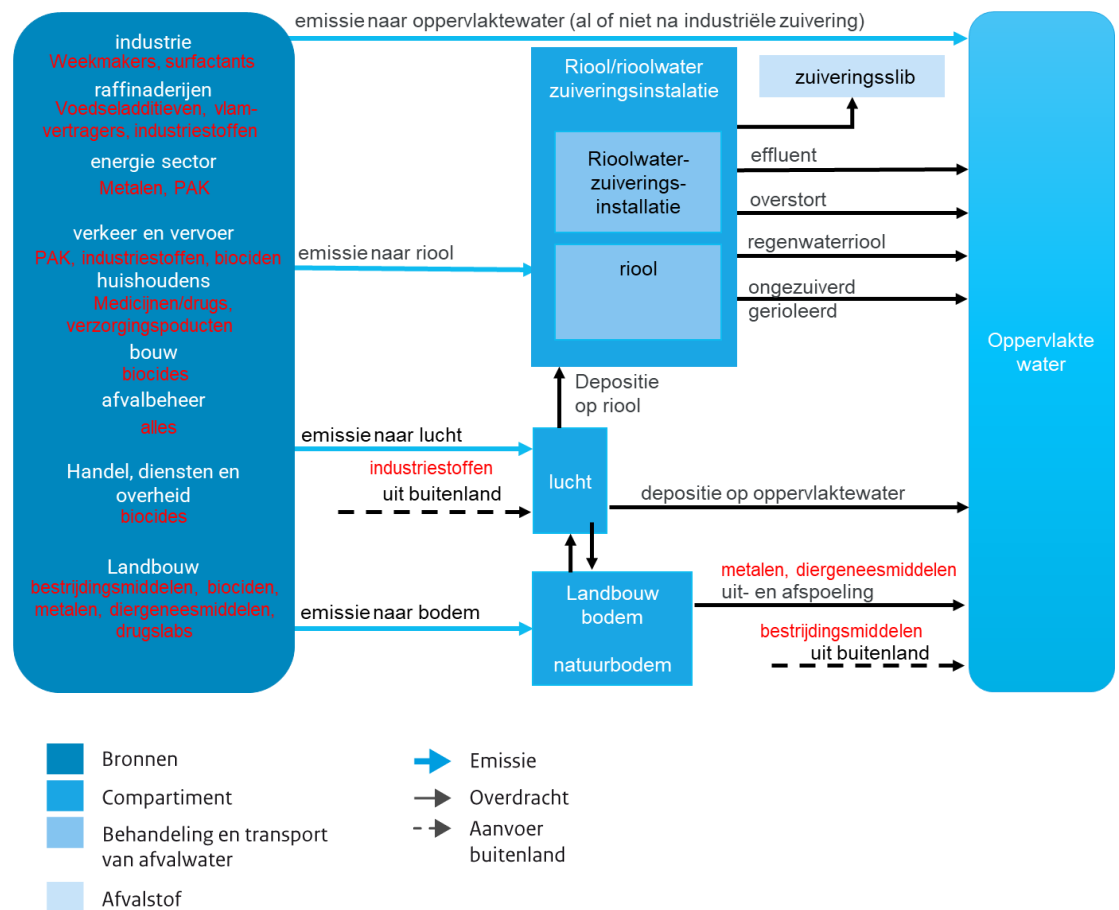 emissie naar oppervlaktewater (al of niet na industriële zuivering)
industrie
Weekmakers, surfactants
raffinaderijen
Voedseladditieven, vlam-
vertragers, industriestoffen
energie sector
Metalen, PAK
verkeer en vervoer
PAK, industriestoffen, biociden
huishoudens
Medicijnen/drugs,
verzorgingspoducten
bouw
biocides
afvalbeheer
alles
Handel, diensten en
overheid
biocides
Landbouw
bestrijdingsmiddelen, biociden,
metalen, diergeneesmiddelen,
drugslabs
emissie naar riool
emissie naar lucht
industriestoffen
uit buitenland
emissie naar bodem
Riool/rioolwater
zuiveringsinstalatie
Rioolwater-
zuiverings-
installatie
riool
Depositie
op riool
lucht
Landbouw
bodem
natuurbodem
zuiveringsslib
effluent
overstort
regenwaterriool
ongezuiverd
gerioleerd
depositie op oppervlaktewater
metalen, diergeneesmiddelen
uit- en afspoeling
bestrijdingsmiddelen
uit buitenland
Oppervlakte
water
Bronnen
Compartiment
Behandeling en transport
van afvalwater
Afvalstof
Emissie
Overdracht
Aanvoer
buitenland